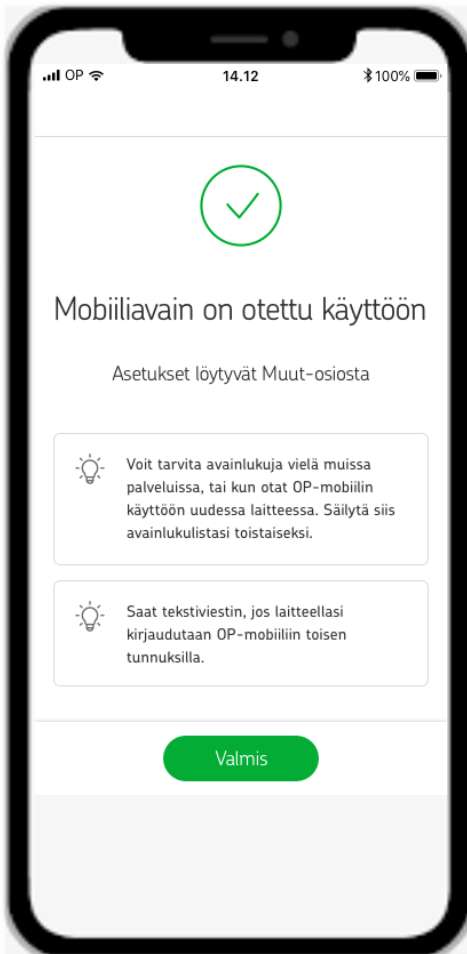 OP 14.12 100%
Mobiiliavain on otettu käyttöön
Asetukset löytyvät Muut-osiosta
Voit tarvita avainlukuja vielä muissa
palveluissa, tai kun otat OP-mobiilin
käyttöön uudessa laitteessa. Säilytä siis
avainlukulistasi toistaiseksi.
Saat tekstiviestin, jos laitteellasi
kirjaudutaan OP-mobiiliin toisen
tunnuksilla.
Valmis